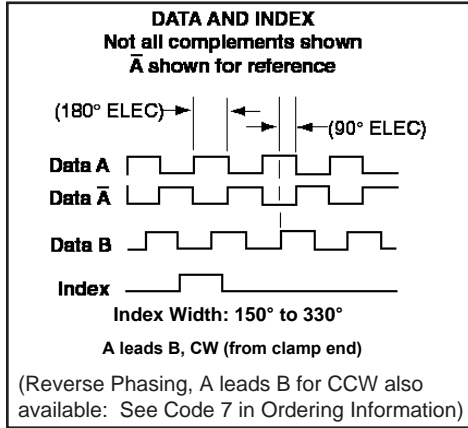 DATA AND INDEX
Not all complements shown
A̅ shown for reference
(180° ELEC)
(90° ELEC)
Data A
Data A̅
Data B
Index
Index Width: 150° to 330°
A leads B, CW (from clamp end)
(Reverse Phasing, A leads B for CCW also
available: See Code 7 in Ordering Information)